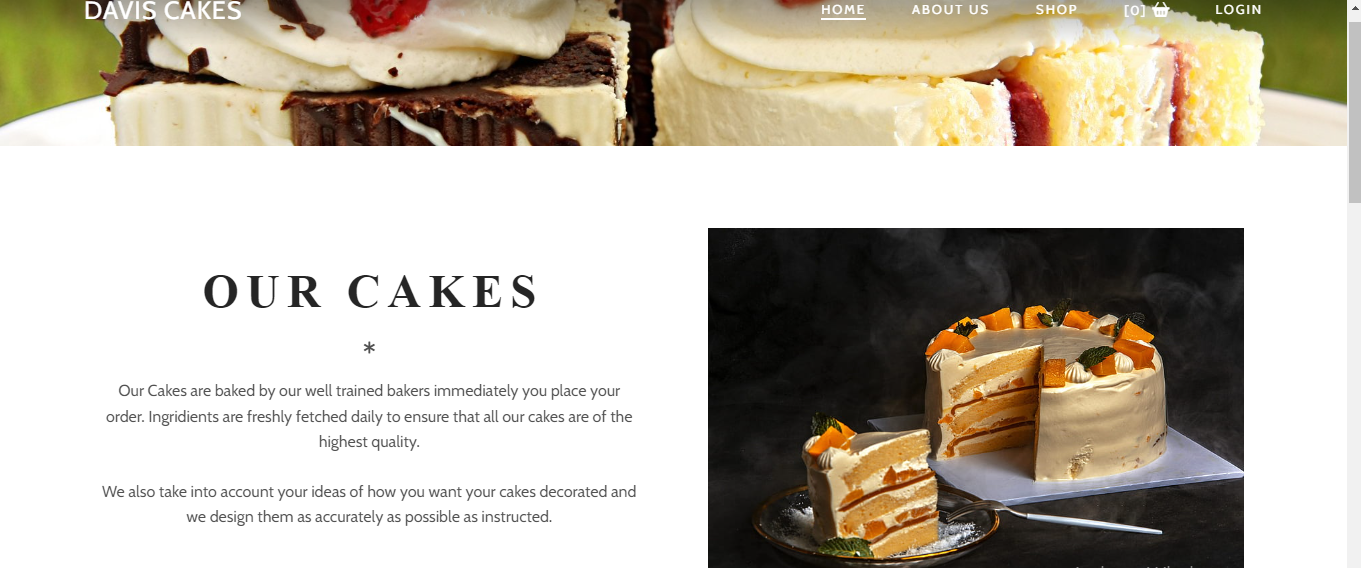 DAVIS CAKES
HOME ABOUT US SHOP [0] LOGIN
OUR CAKES
*
Our Cakes are baked by our well trained bakers immediately you place your
order. Ingridients are freshly fetched daily to ensure that all our cakes are of the
highest quality.
We also take into account your ideas of how you want your cakes decorated and
we design them as accurately as possible as instructed.